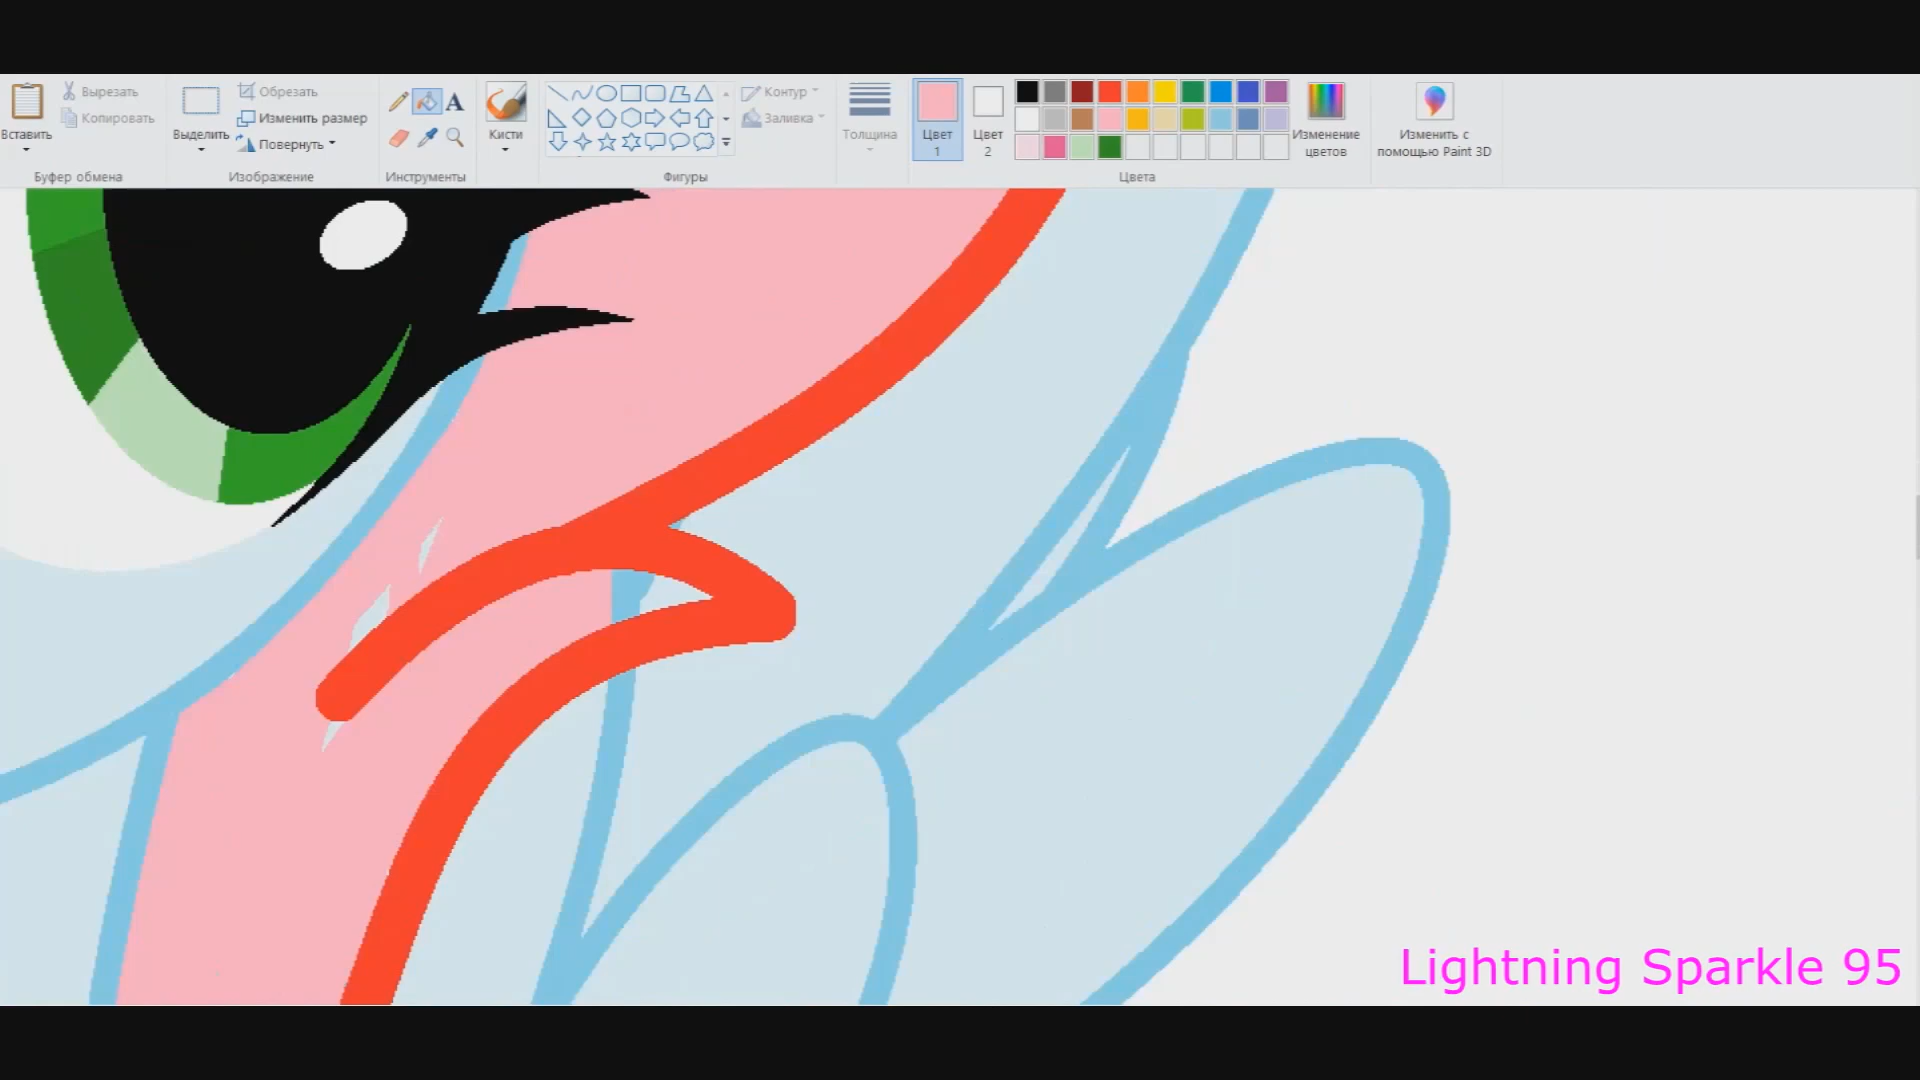 Вставить
Вырезать
Копировать
Буфер обмена
Выделить
Обрезать
Изменить размер
Повернуть
Изображение
A
Инструменты
Кисти
Контур
Заливка
Фигуры
Толщина
Цвет
1
Цвет
2
Изменение
цветов
Цвета
Изменить с
помощью Paint 3D
Lightning Sparkle 95